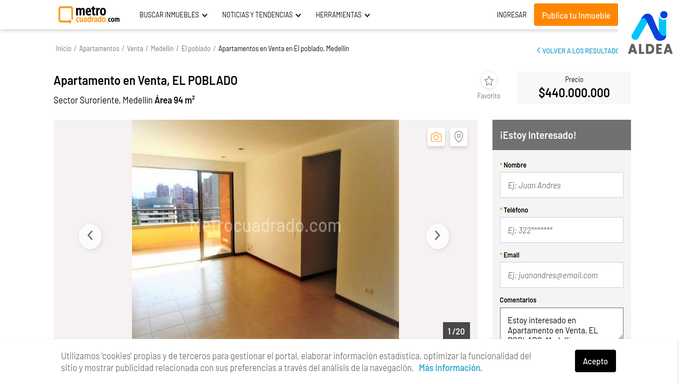 metro
cuadrado.com
BUSCAR INMUEBLES
NOTICIAS Y TENDENCIAS
HERRAMIENTAS
INGRESAR
Publica tu Inmueble
ALDEA
Inicio / Apartamentos / Venta / Medellín / El poblado / Apartamentos en Venta en El poblado, Medellín
VOLVER A LOS RESULTAD
Apartamento en Venta, EL POBLADO
Sector Suroriente, Medellin Área 94 m²
Favorito
Precio
$440.000.000
¡Estoy Interesado!
* Nombre
Ej: Juan Andres
* Teléfono
Ej: 322*******
* Email
Ej: juanandres@email.com
Comentarios
Estoy interesado en
Apartamento en Venta, EL
Metrocuadrado.com
1/20
Utilizamos 'cookies' propias y de terceros para gestionar el portal, elaborar información estadística, optimizar la funcionalidad del
sitio y mostrar publicidad relacionada con sus preferencias a través del análisis de la navegación. Más información.
Acepto